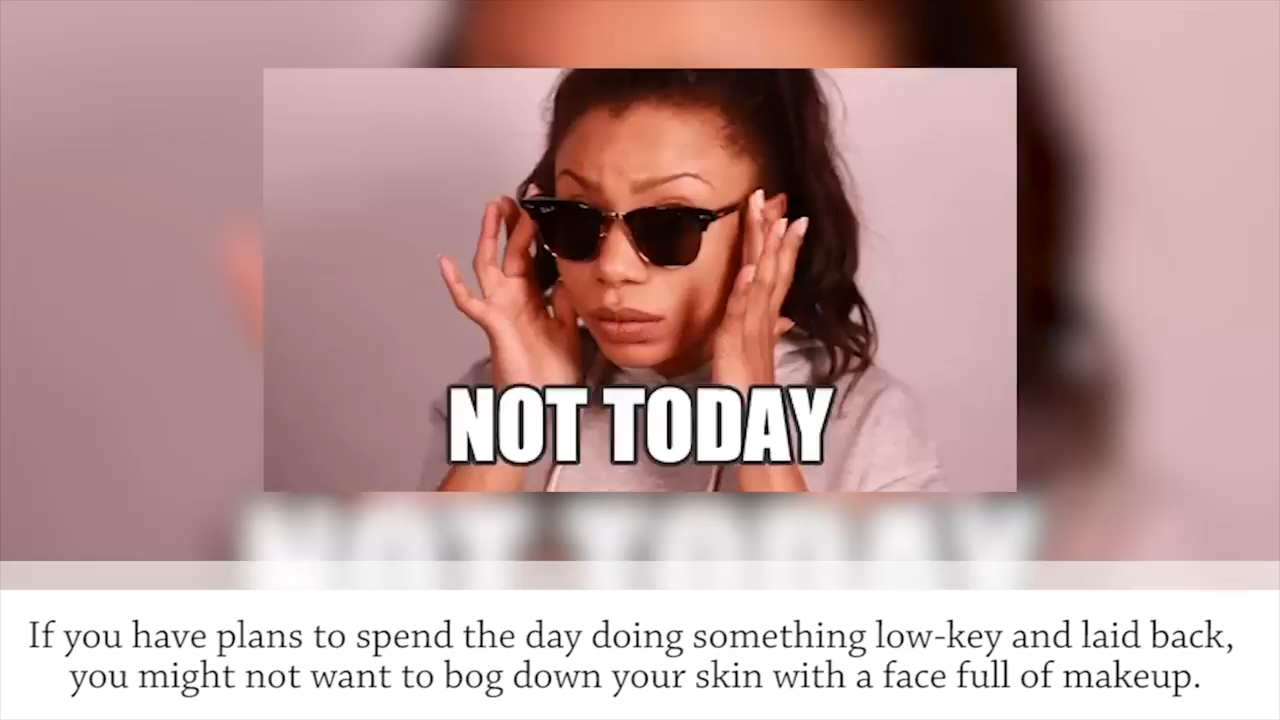 NOT TODAY
If you have plans to spend the day doing something low-key and laid back,
you might not want to bog down your skin with a face full of makeup.